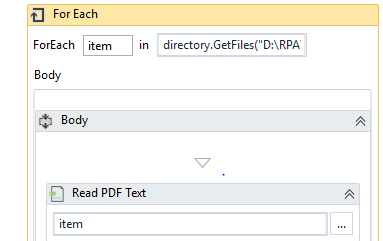 For Each
ForEach item in directory.GetFiles("D:\RPA\
Body
Body
Read PDF Text
item ...